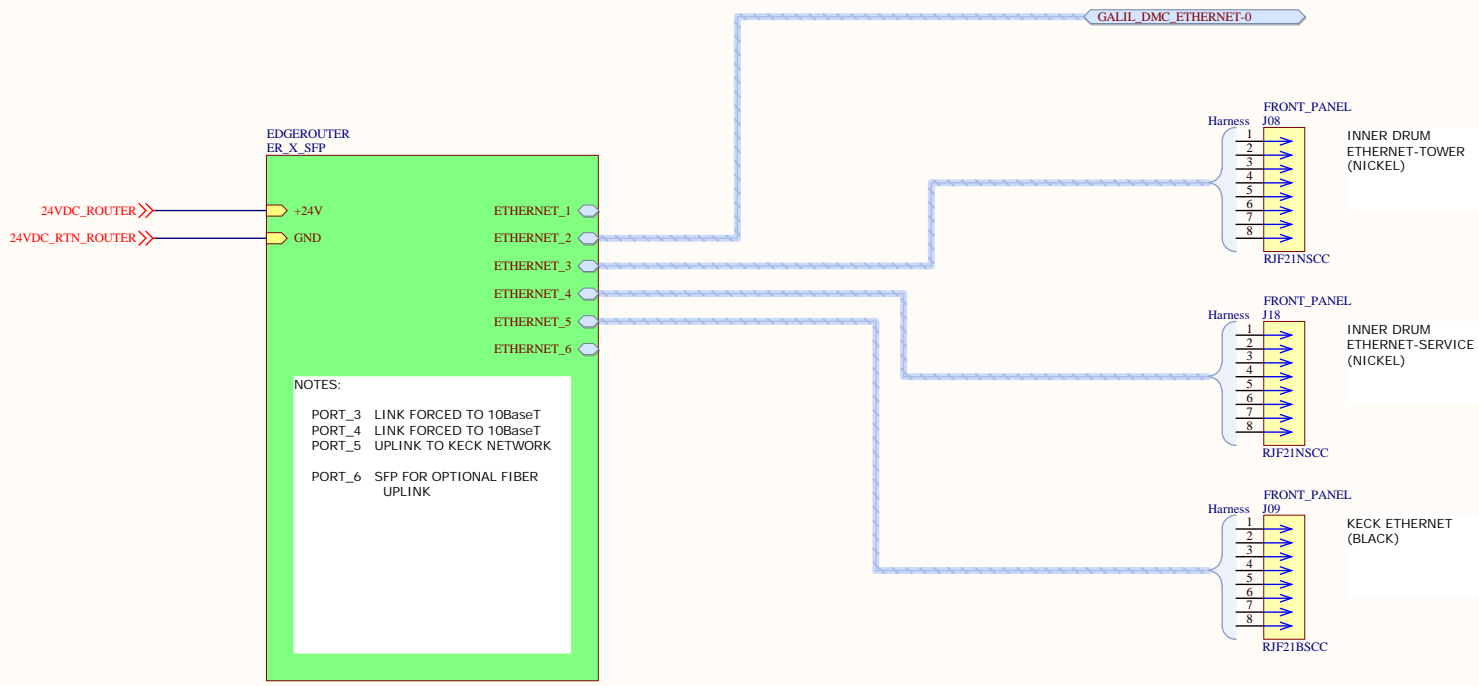 GALIL_DMC_ETHERNET-0
EDGEROUTER
ER_X_SFP
24VDC_ROUTER
+24V
24VDC_RTN_ROUTER
GND
ETHERNET_1
ETHERNET_2
ETHERNET_3
ETHERNET_4
ETHERNET_5
ETHERNET_6
NOTES:
PORT_3 LINK FORCED TO 10BaseT
PORT_4 LINK FORCED TO 10BaseT
PORT_5 UPLINK TO KECK NETWORK
PORT_6 SFP FOR OPTIONAL FIBER
UPLINK
FRONT_PANEL
Harness J08
1
2
3
4
5
6
7
8
RJF21NSCC
INNER DRUM
ETHERNET-TOWER
(NICKEL)
FRONT_PANEL
Harness J18
1
2
3
4
5
6
7
8
RJF21NSCC
INNER DRUM
ETHERNET-SERVICE
(NICKEL)
FRONT_PANEL
Harness J09
1
2
3
4
5
6
7
8
RJF21BSCC
KECK ETHERNET
(BLACK)